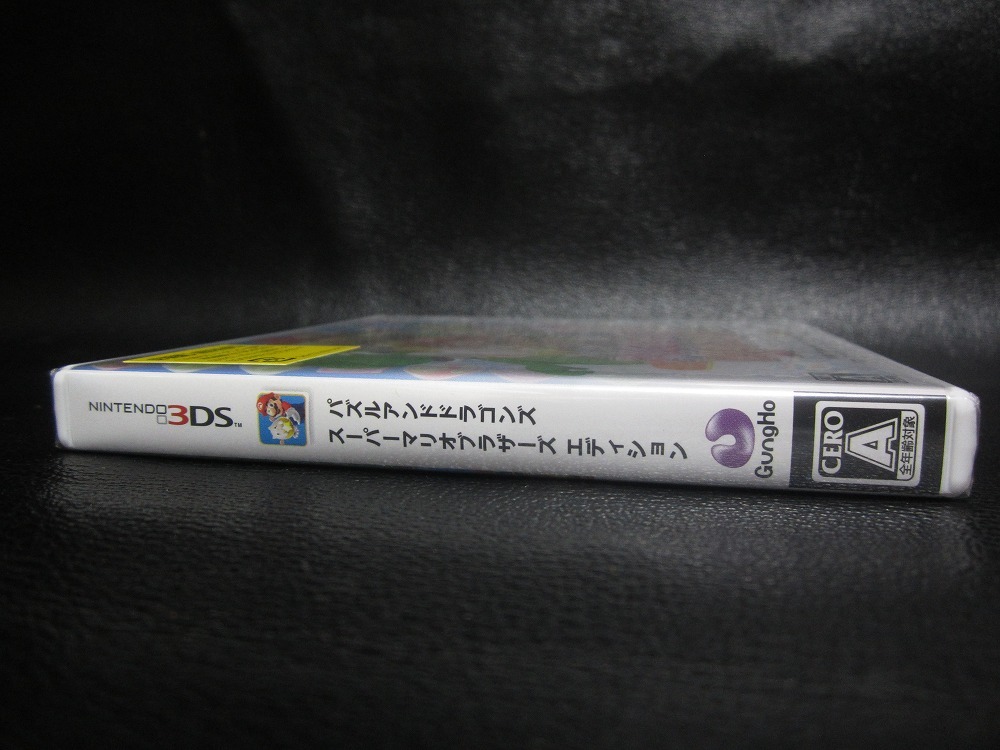 NINTENDO 3DS™
パズルアンドドラゴンズ
スーパーマリオブラザーズ エディション
GungHo
CERO
A
全年齢対象